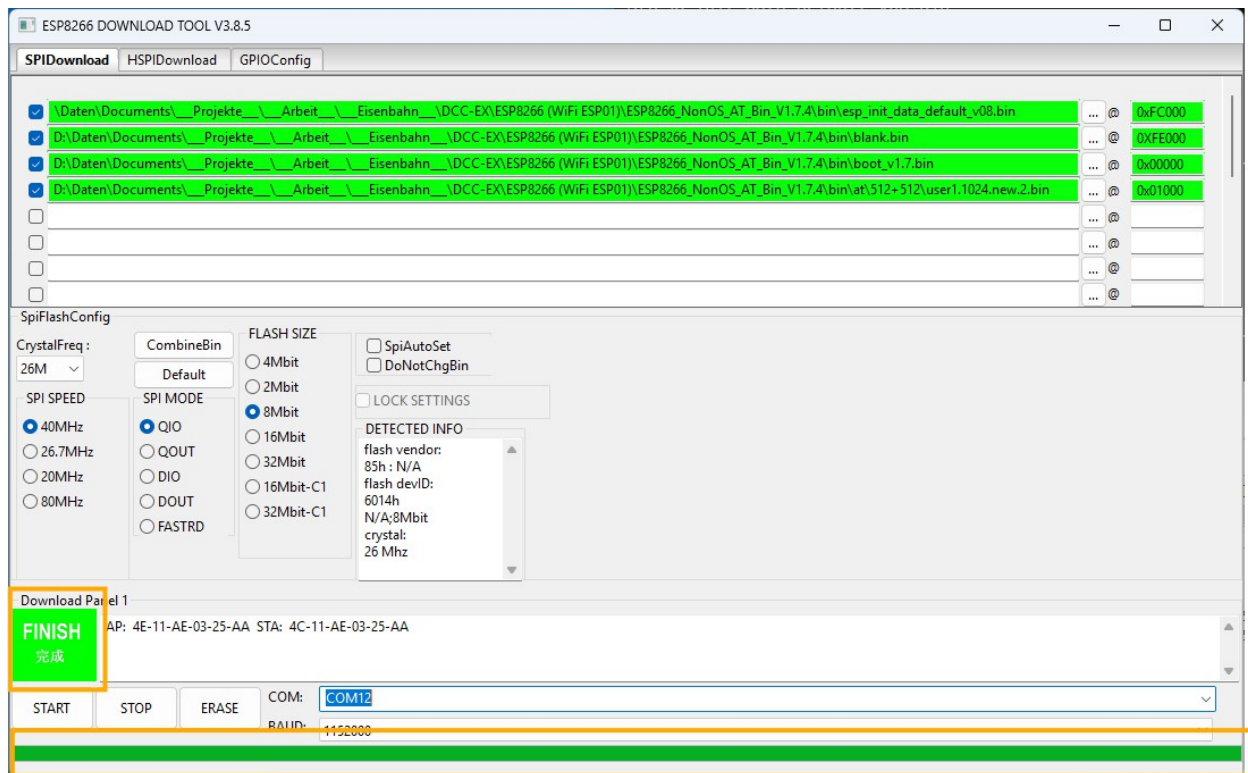 ESP8266 DOWNLOAD TOOL V3.8.5
SPIDownload HSPIDownload GPIOConfig
\Daten\Documents\__Projekte__\__Arbeit__\__Eisenbahn__\DCC-EX\ESP8266 (WiFi ESP01)\ESP8266_NonOS_AT_Bin_V1.7.4\bin\esp_init_data_default_v08.bin ... @ 0xFC000
D:\Daten\Documents\__Projekte__\__Arbeit__\__Eisenbahn__\DCC-EX\ESP8266 (WiFi ESP01)\ESP8266_NonOS_AT_Bin_V1.7.4\bin\blank.bin ... @ 0XFE000
D:\Daten\Documents\__Projekte__\__Arbeit__\__Eisenbahn__\DCC-EX\ESP8266 (WiFi ESP01)\ESP8266_NonOS_AT_Bin_V1.7.4\bin\boot_v1.7.bin ... @ 0x00000
D:\Daten\Documents\__Projekte__\__Arbeit__\__Eisenbahn__\DCC-EX\ESP8266 (WiFi ESP01)\ESP8266_NonOS_AT_Bin_V1.7.4\bin\at\512+512\user1.1024.new.2.bin ... @ 0x01000
... @
... @
... @
... @
SpiFlashConfig
CrystalFreq :
26M
CombineBin
Default
SPI SPEED
40MHz
26.7MHz
20MHz
80MHz
SPI MODE
QIO
QOUT
DIO
DOUT
FASTRD
FLASH SIZE
4Mbit
2Mbit
8Mbit
16Mbit
32Mbit
16Mbit-C1
32Mbit-C1
SpiAutoSet
DoNotChgBin
LOCK SETTINGS
DETECTED INFO
flash vendor:
85h : N/A
flash devID:
6014h
N/A;8Mbit
crystal:
26 Mhz
Download Panel 1
FINISH
完成
AP: 4E-11-AE-03-25-AA STA: 4C-11-AE-03-25-AA
START STOP ERASE
COM: COM12
BAUD: 1152000